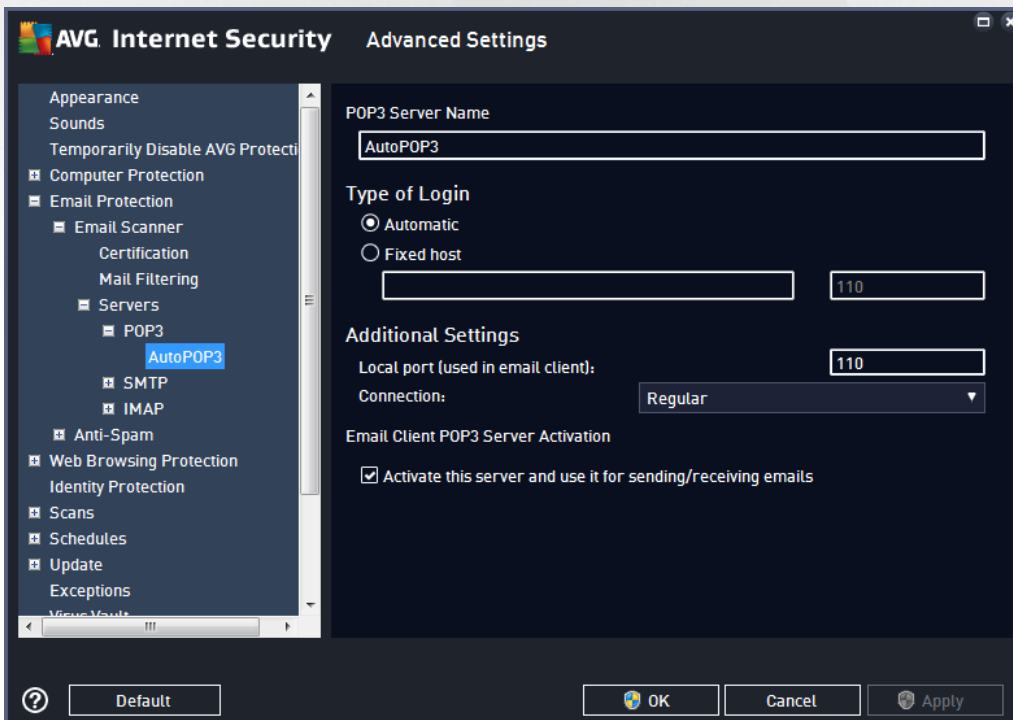 AVG Internet Security Advanced Settings
Appearance
Sounds
Temporarily Disable AVG Protecti
Computer Protection
Email Protection
Email Scanner
Certification
Mail Filtering
Servers
POP3
AutoPOP3
SMTP
IMAP
Anti-Spam
Web Browsing Protection
Identity Protection
Scans
Schedules
Update
Exceptions
Virus Vault
POP3 Server Name
AutoPOP3
Type of Login
Automatic
Fixed host
110
Additional Settings
Local port (used in email client): 110
Connection: Regular
Email Client POP3 Server Activation
Activate this server and use it for sending/receiving emails
? Default OK Cancel Apply